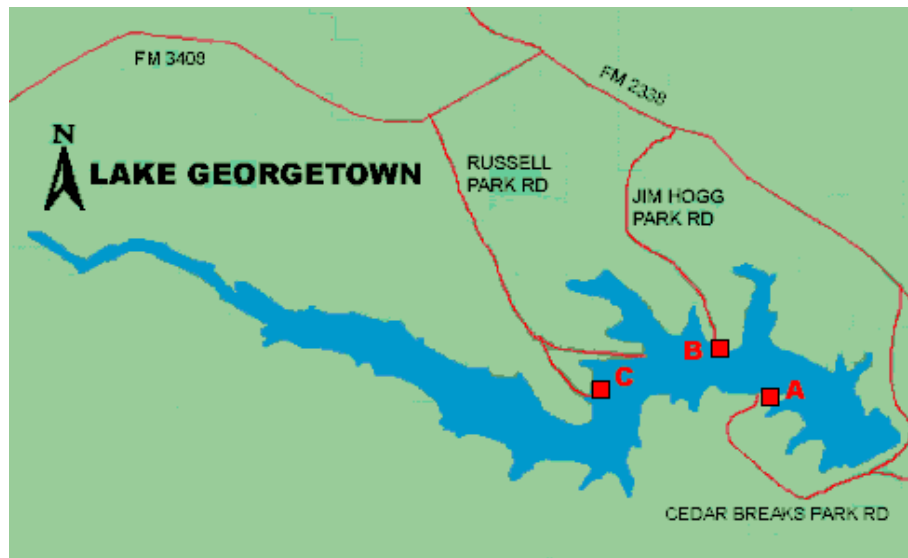 FM 3409
FM 2338
N
LAKE GEORGETOWN
RUSSELL
PARK RD
JIM HOGG
PARK RD
B
C
A
CEDAR BREAKS PARK RD